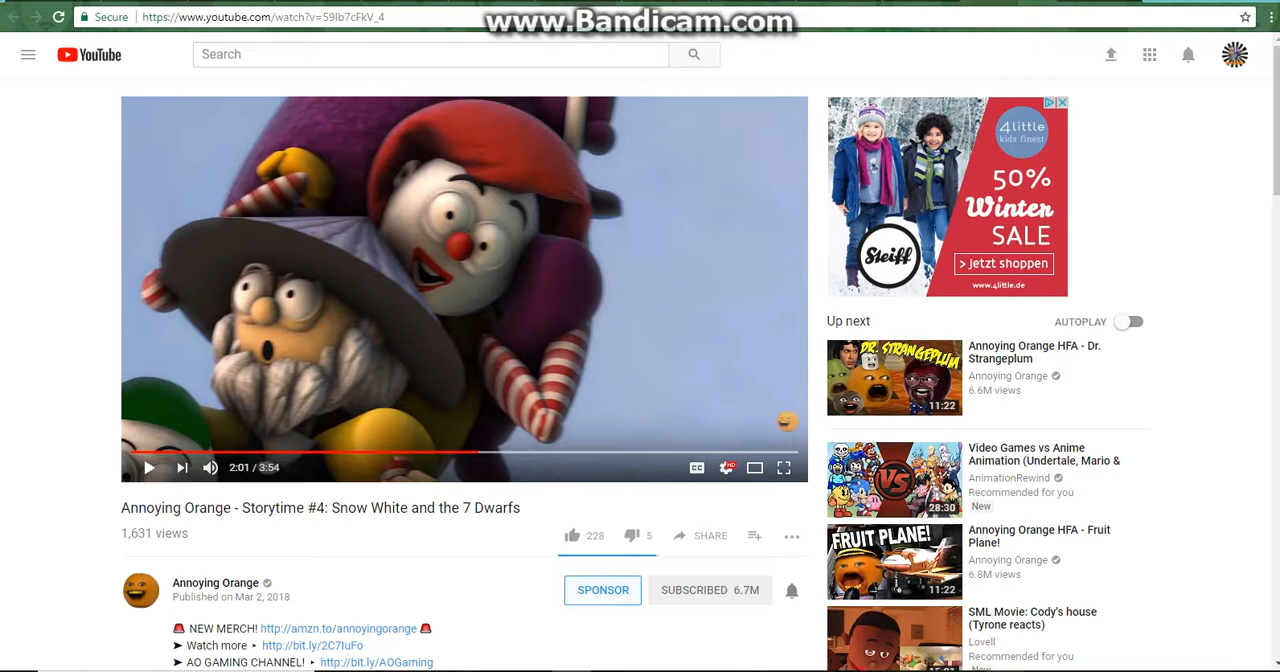 Secure https://www.youtube.com/watch?v=59Ib7cFkV_4
www.Bandicam.com
YouTube
Search
4little
kids finest
50%
Winter
SALE
Steiff
> Jetzt shoppen
www.4little.de
Up next
AUTOPLAY
DR. STRANGEPLUM
11:22
Annoying Orange HFA - Dr.
Strangeplum
Annoying Orange
6.6M views
VS
28:30
Video Games vs Anime
Animation (Undertale, Mario &
AnimationRewind
Recommended for you
New
FRUIT PLANE!
11:22
Annoying Orange HFA - Fruit
Plane!
Annoying Orange
6.8M views
SML Movie: Cody's house
(Tyrone reacts)
Lovell
Recommended for you
New
2:01 / 3:54
CC
HD
Annoying Orange - Storytime #4: Snow White and the 7 Dwarfs
1,631 views
228
5
SHARE
Annoying Orange
Published on Mar 2, 2018
SPONSOR
SUBSCRIBED 6.7M
NEW MERCH! http://amzn.to/annoyingorange
➤ Watch more ‣ http://bit.ly/2C7IuFo
➤ AO GAMING CHANNEL! ‣ http://bit.ly/AOGaming